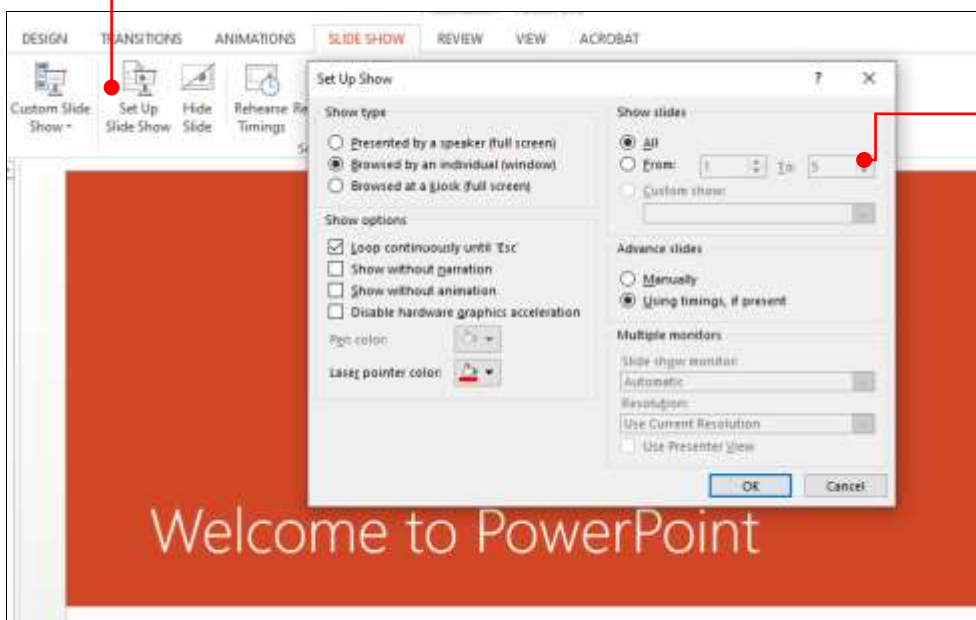 DESIGN TRANSITIONS ANIMATIONS SLIDE SHOW REVIEW VIEW ACROBAT
Custom Slide Show
Set Up Slide Show
Hide Slide
Rehearse Timings
Set Up Show ? ×
Show type
Presented by a speaker (full screen)
Browsed by an individual (window)
Browsed at a kiosk (full screen)
Show options
Loop continuously until 'Esc'
Show without narration
Show without animation
Disable hardware graphics acceleration
Pen color:
Laser pointer color:
Show slides
All
From: 1 To: 5
Custom show:
Advance slides
Manually
Using timings, if present
Multiple monitors
Slide show monitor:
Automatic
Resolution:
Use Current Resolution
Use Presenter View
OK Cancel
Welcome to PowerPoint